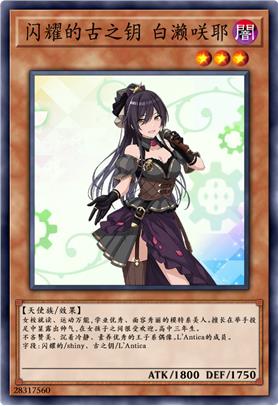 闪耀的古之钥 白濑咲耶
闇
【天使族/效果】
女校就读、运动万能,学业优秀、面容秀丽的模特系美人。擅长在举手投
足中显露出帅气,在女孩子之间很受欢迎。高中三年生。
不吝赞美、沉着冷静、素养优秀的王子系偶像。L'Antica的成员。
字段:闪耀的/shiny、古之钥/L'Antica
ATK/1800 DEF/1750
28317560